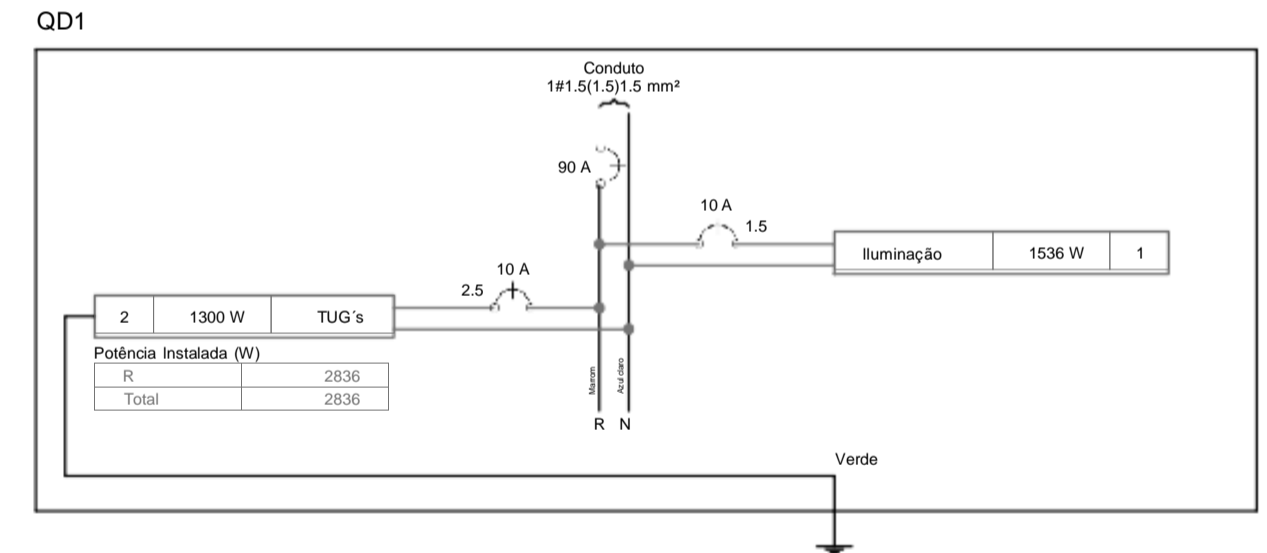 QD1
Conduto
1#1.5(1.5)1.5 mm²
90 A
10 A
1.5
Iluminação 1536 W 1
10 A
2.5
2 1300 W TUG´s
Potência Instalada (W)
R 2836
Total 2836
Marrom
Azul claro
R N
Verde